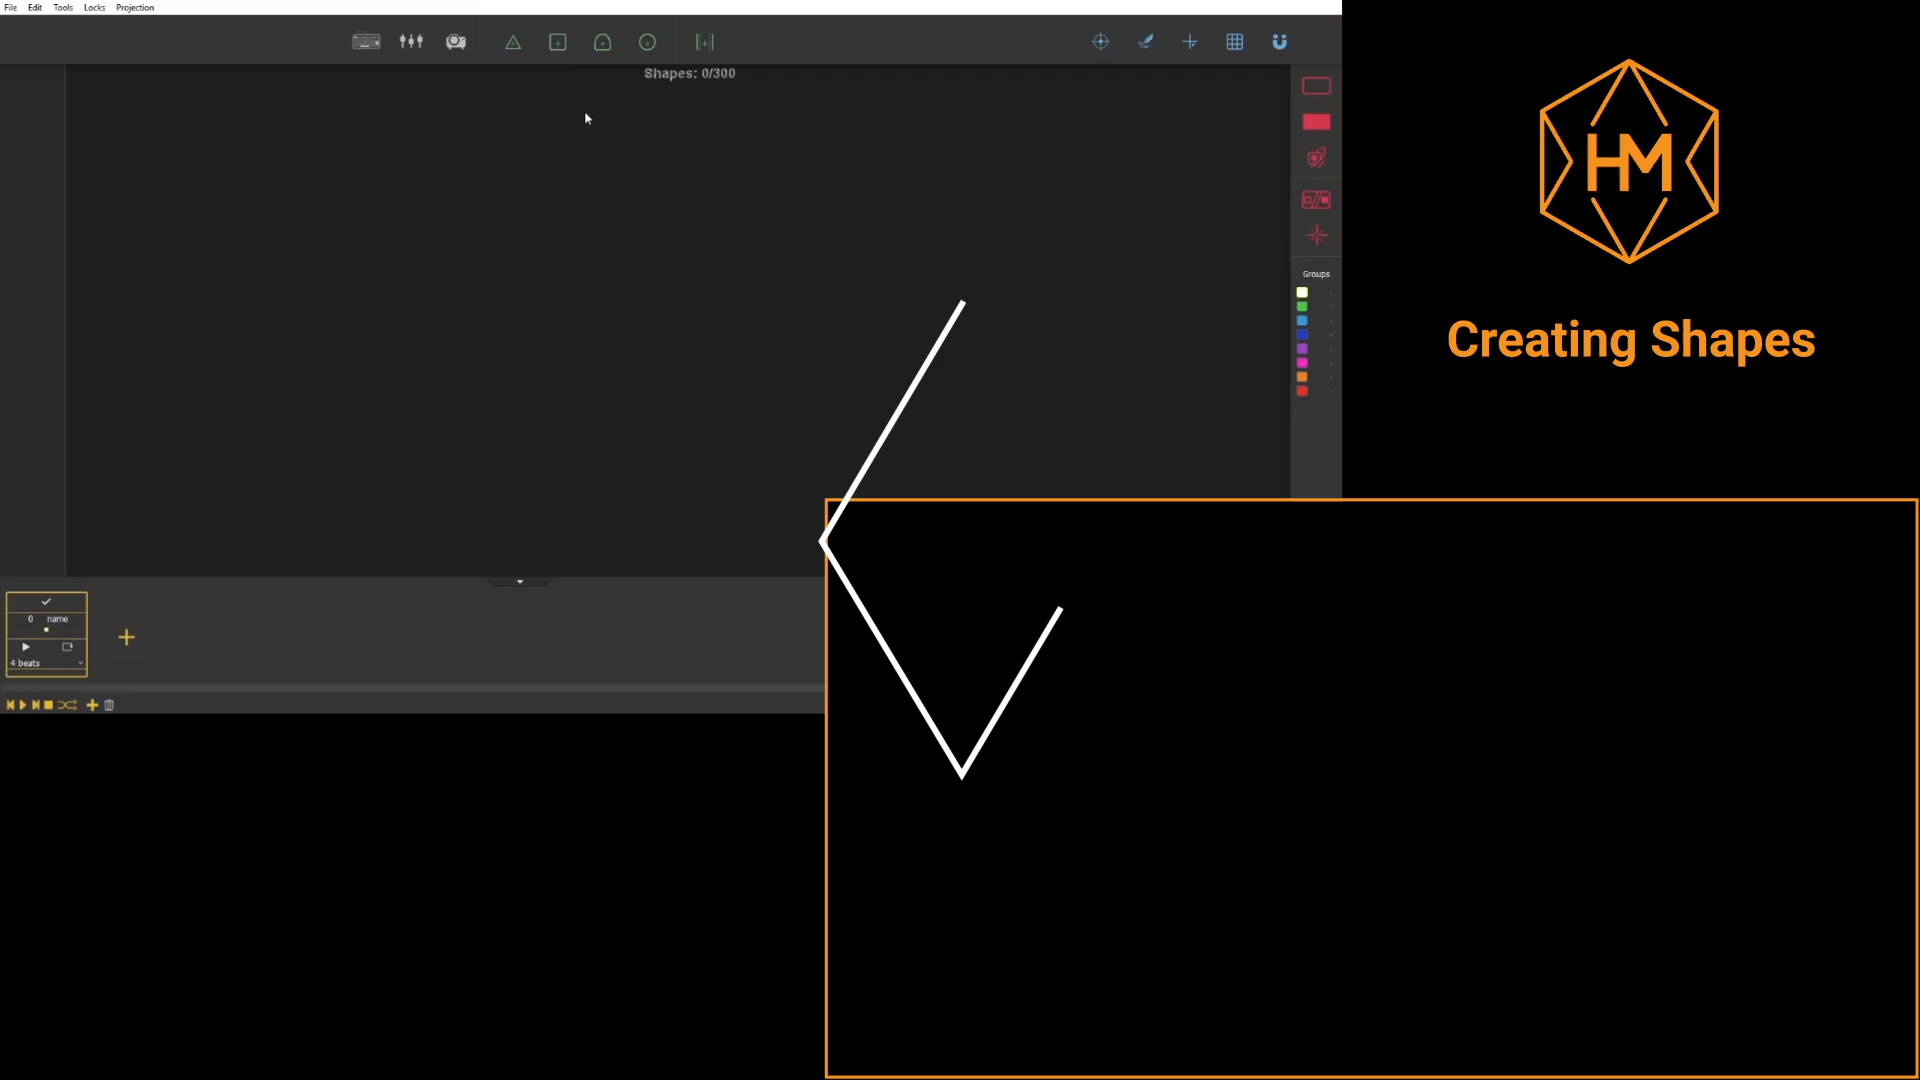 File Edit Tools Locks Projection
Shapes: 0/300
Groups
HM
Creating Shapes
0 name
4 beats